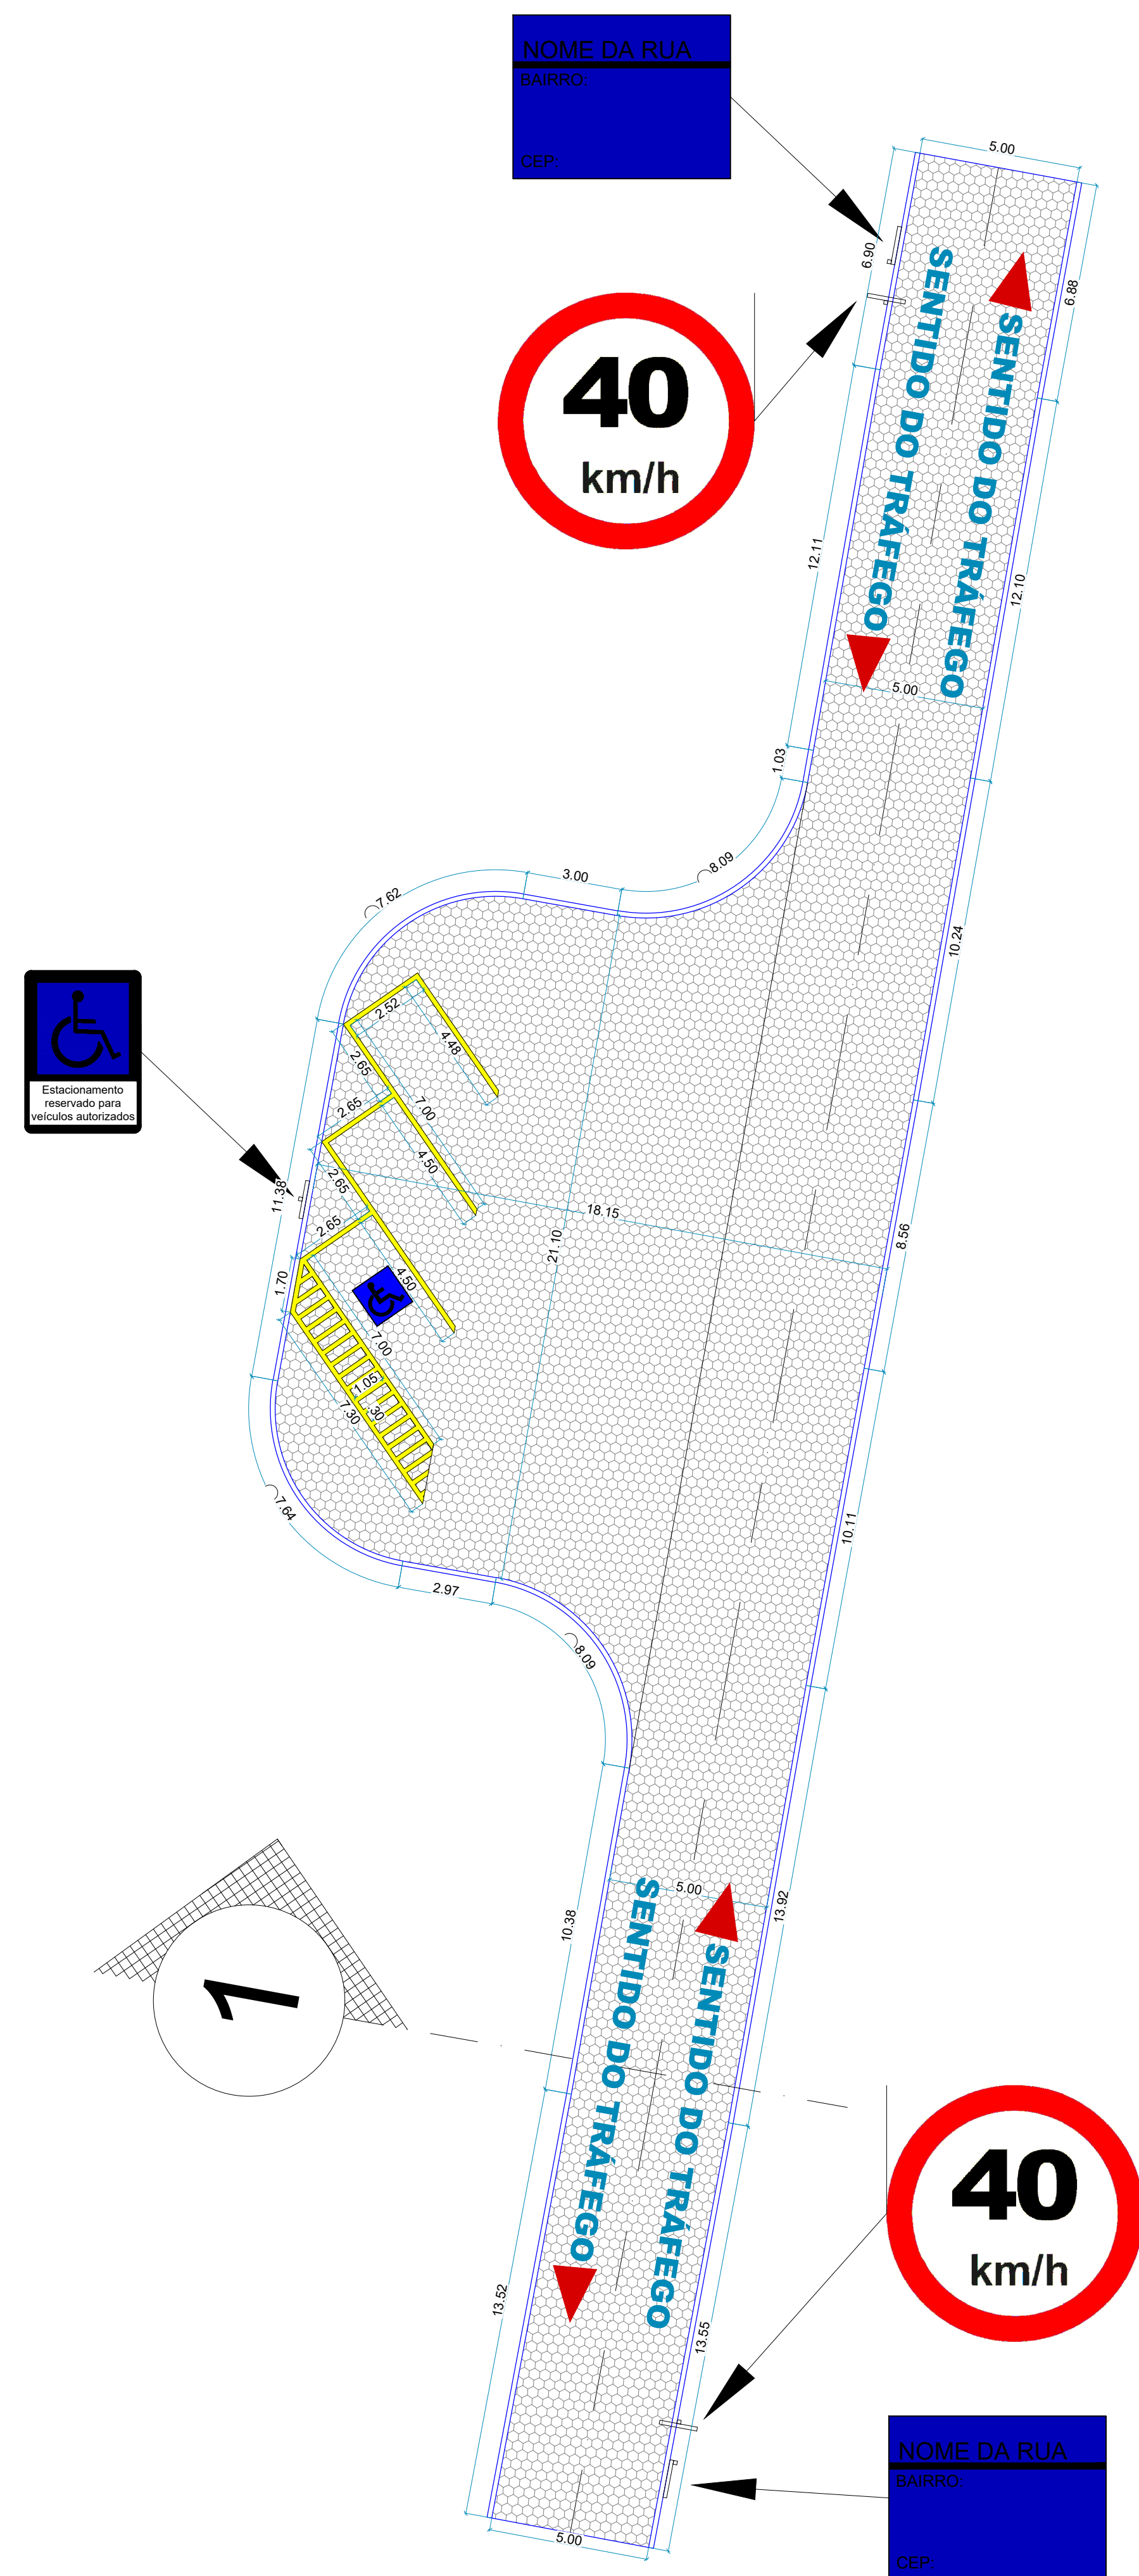 NOME DA RUA
BAIRRO:
CEP:
5.00
6.90
6.88
40
km/h
SENTIDO DO TRÁFEGO
SENTIDO DO TRÁFEGO
12.11
12.10
5.00
1.03
8.09
3.00
7.62
10.24
2.52
4.48
2.65
7.00
2.65
4.50
Estacionamento
reservado para
veículos autorizados
11.38
2.65
18.15
2.65
21.10
8.56
4.50
1.70
7.00
1.05
.30
7.30
7.64
10.11
2.97
8.09
5.00
13.92
10.38
SENTIDO DO TRÁFEGO
SENTIDO DO TRÁFEGO
1
40
km/h
13.52
13.55
NOME DA RUA
BAIRRO:
CEP:
5.00